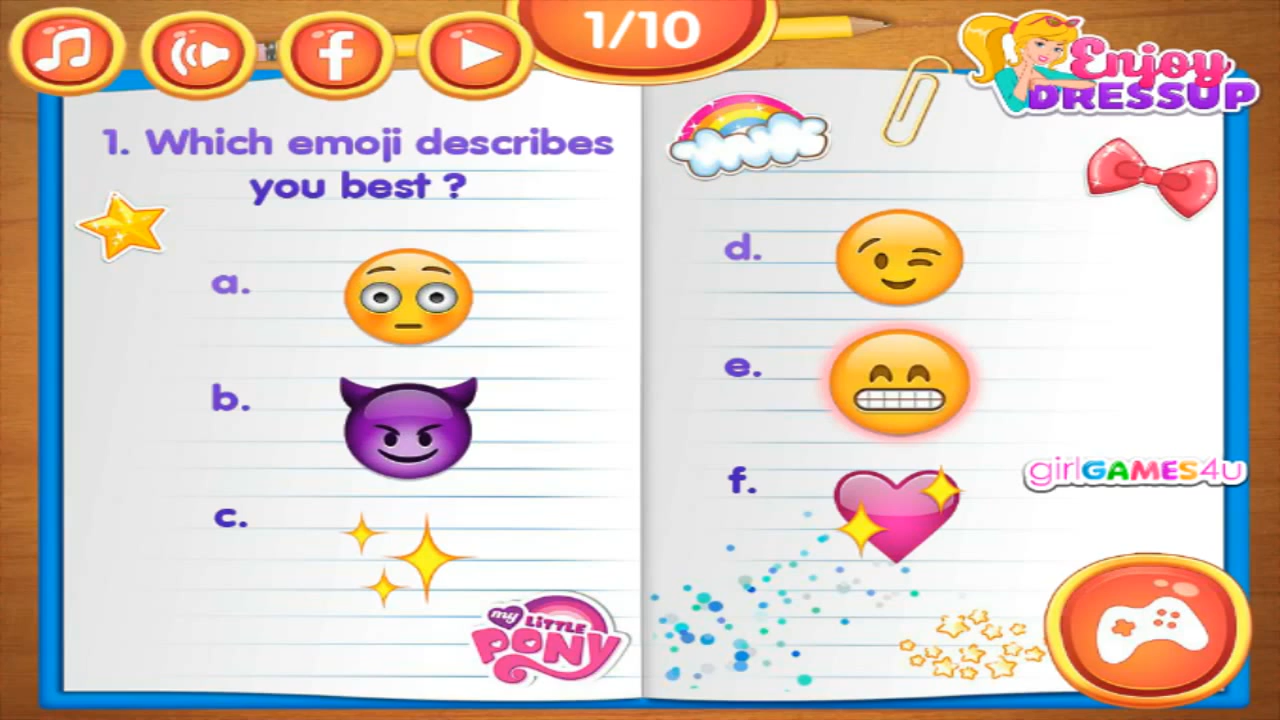 1/10
Enjoy
DRESSUP
1. Which emoji describes
you best ?
a.
b.
c.
my
LITTLE
PONY
d.
e.
f.
girlGAMES4U